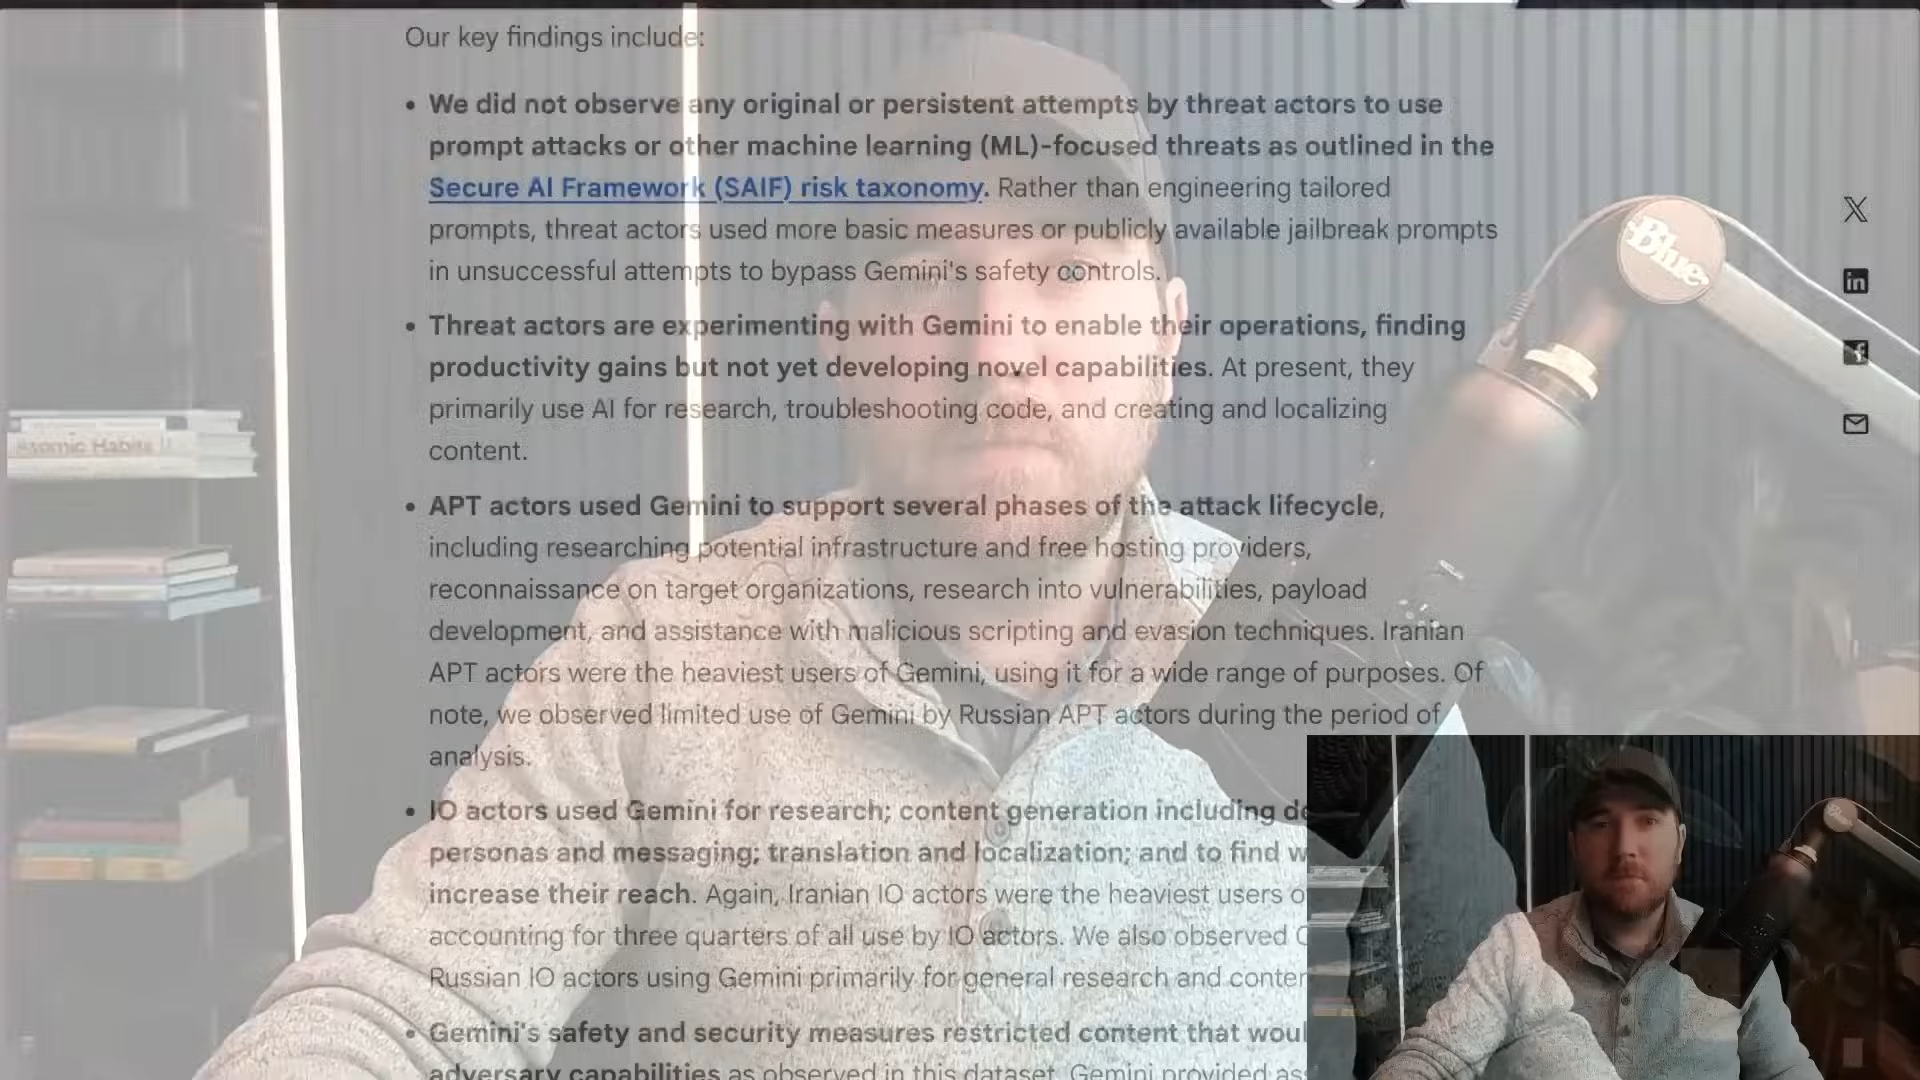 Our key findings include:
• We did not observe any original or persistent attempts by threat actors to use
prompt attacks or other machine learning (ML)-focused threats as outlined in the
Secure AI Framework (SAIF) risk taxonomy. Rather than engineering tailored
prompts, threat actors used more basic measures or publicly available jailbreak prompts
in unsuccessful attempts to bypass Gemini's safety controls.
• Threat actors are experimenting with Gemini to enable their operations, finding
productivity gains but not yet developing novel capabilities. At present, they
primarily use AI for research, troubleshooting code, and creating and localizing
content.
• APT actors used Gemini to support several phases of the attack lifecycle,
including researching potential infrastructure and free hosting providers,
reconnaissance on target organizations, research into vulnerabilities, payload
development, and assistance with malicious scripting and evasion techniques. Iranian
APT actors were the heaviest users of Gemini, using it for a wide range of purposes. Of
note, we observed limited use of Gemini by Russian APT actors during the period of
analysis.
• IO actors used Gemini for research; content generation including
personas and messaging; translation and localization; and to find
increase their reach. Again, Iranian IO actors were the heaviest users
accounting for three quarters of all use by IO actors. We also observed
Russian IO actors using Gemini primarily for general research and
• Gemini's safety and security measures restricted content that
adversary capabilities as observed in this dataset. Gemini provided
Atomic Habits
Blue